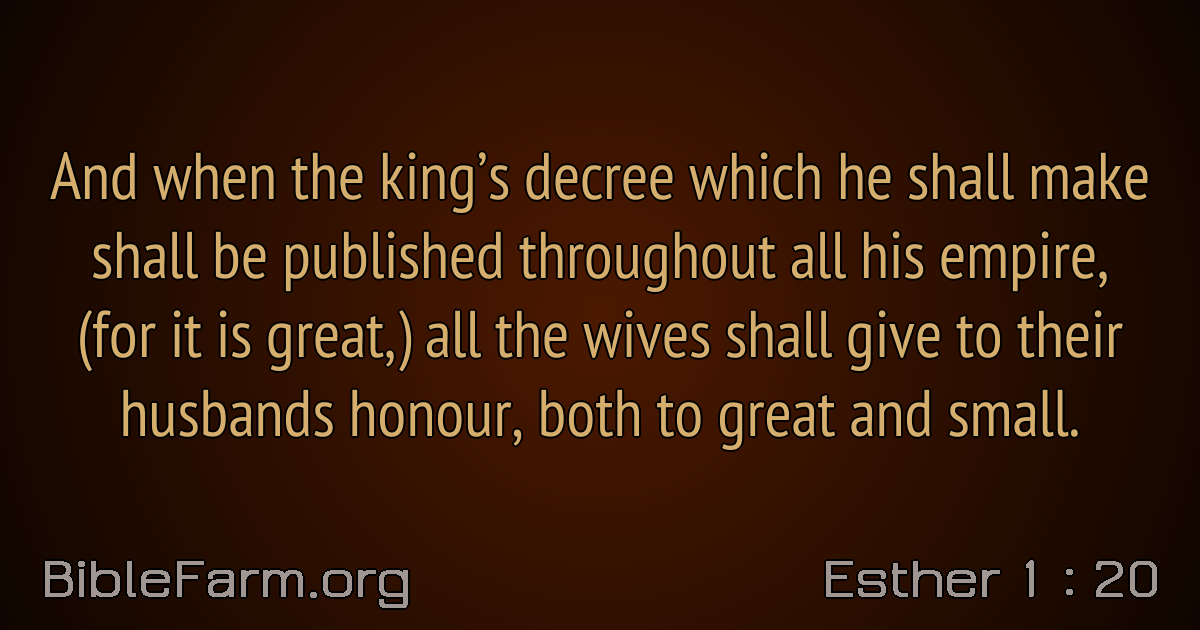 And when the king’s decree which he shall make
shall be published throughout all his empire,
(for it is great,) all the wives shall give to their
husbands honour, both to great and small.
BibleFarm.org
Esther 1 : 20